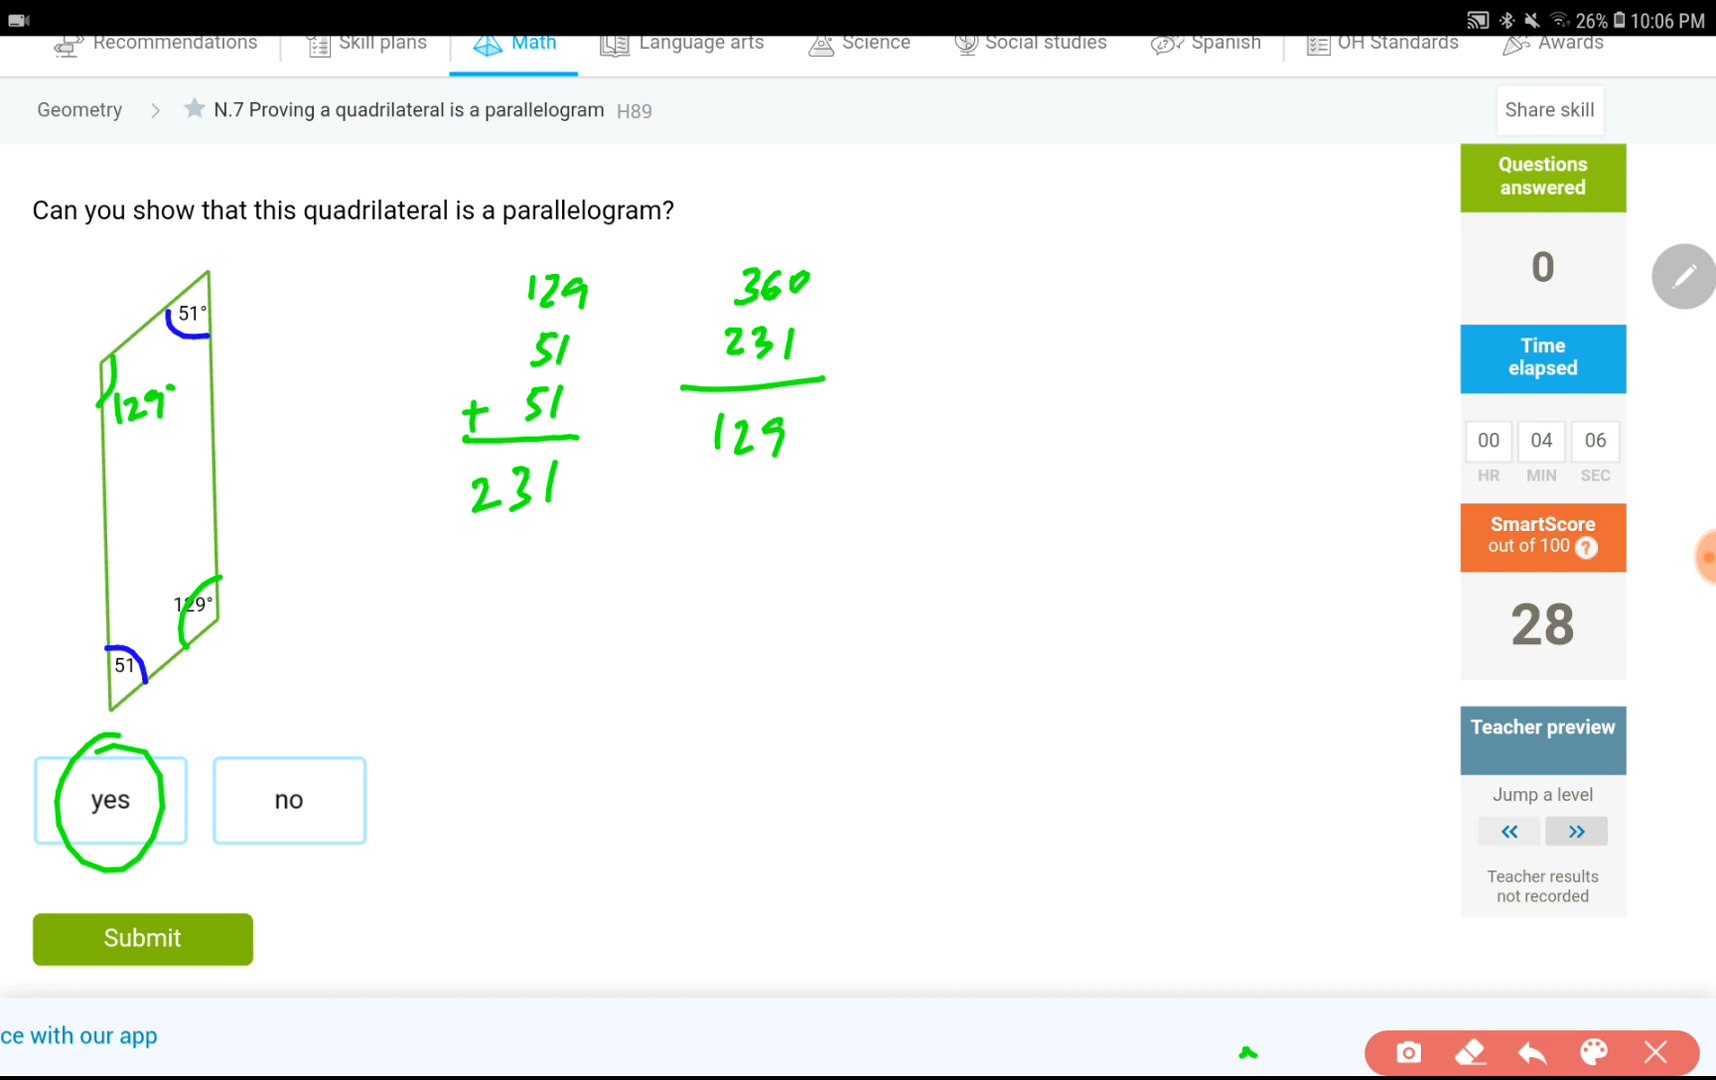 26% 10:06 PM
Recommendations Skill plans Math Language arts Science Social studies Spanish OH Standards Awards
Geometry > N.7 Proving a quadrilateral is a parallelogram H89
Share skill
Can you show that this quadrilateral is a parallelogram?
51°
129°
129°
51
129
51
+ 51
231
360
231
129
yes
no
Submit
Questions
answered
0
Time
elapsed
00 04 06
HR MIN SEC
SmartScore
out of 100 ?
28
Teacher preview
Jump a level
Teacher results
not recorded
ce with our app